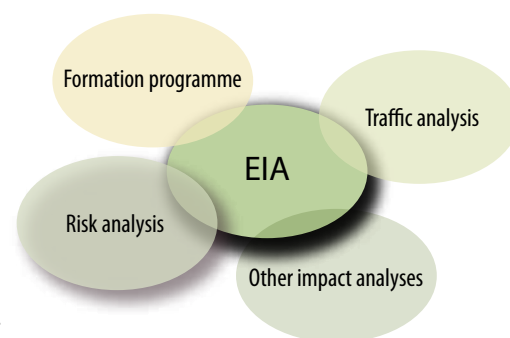 Formation programme
Traffic analysis
EIA
Risk analysis
Other impact analyses